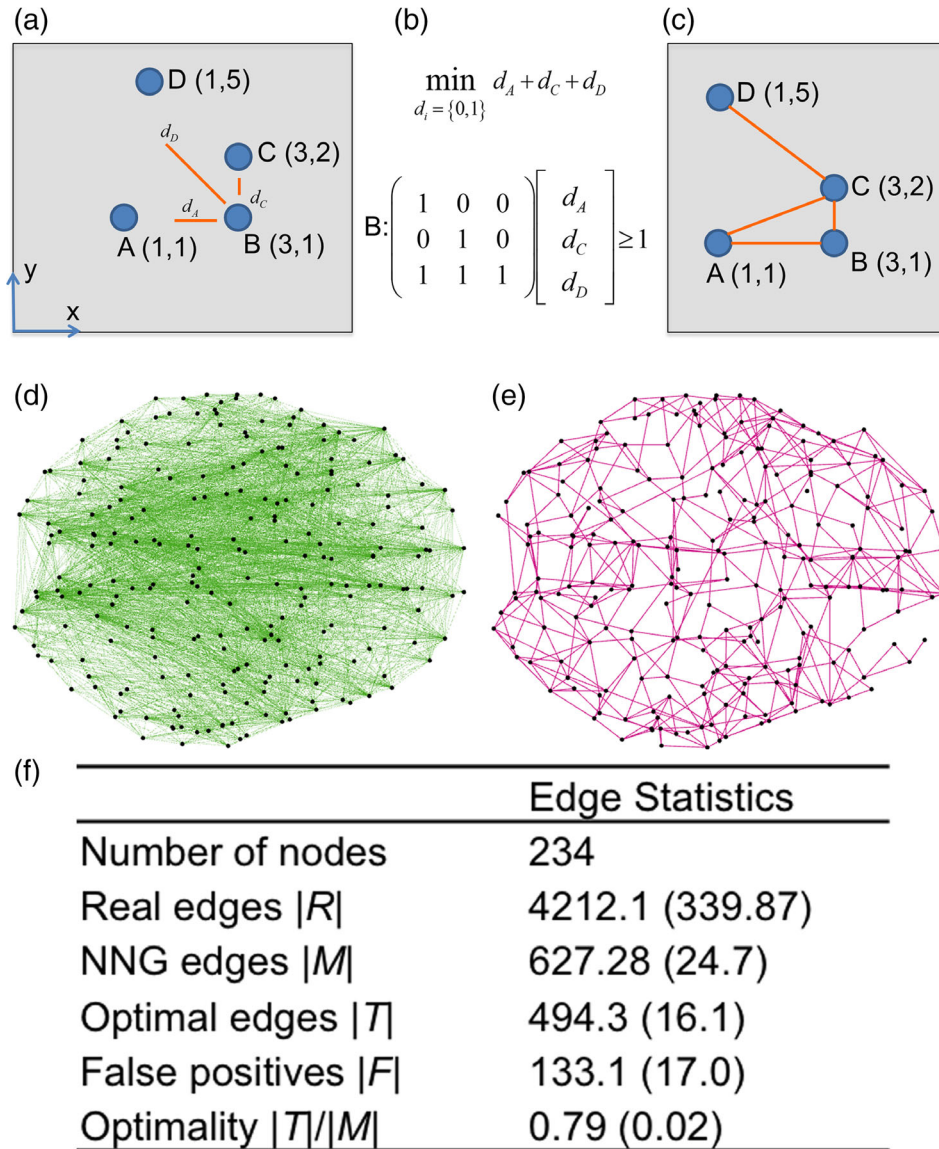 (a)
D (1,5)
d_D
C (3,2)
d_A
d_C
A (1,1)
B (3,1)
y
x
(b)
min d_A + d_C + d_D
d_i = {0,1}
B:
1 0 0
0 1 0
1 1 1
d_A
d_C
d_D
≥ 1
(c)
D (1,5)
C (3,2)
A (1,1)
B (3,1)
(d)
(e)
(f)
Edge Statistics
Number of nodes 234
Real edges |R| 4212.1 (339.87)
NNG edges |M| 627.28 (24.7)
Optimal edges |T| 494.3 (16.1)
False positives |F| 133.1 (17.0)
Optimality |T|/|M| 0.79 (0.02)